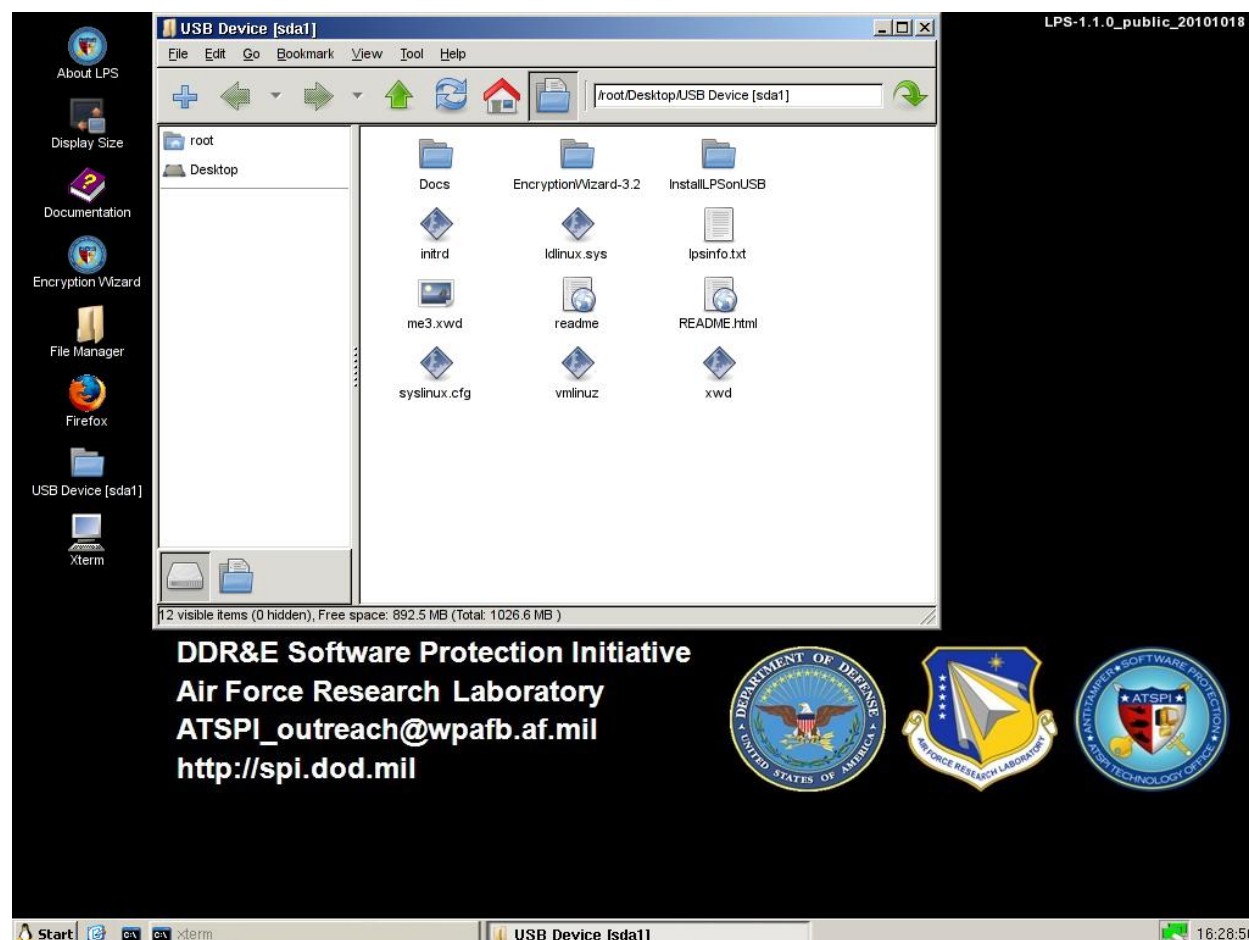 LPS-1.1.0_public_20101018
About LPS
Display Size
Documentation
Encryption Wizard
File Manager
Firefox
USB Device [sda1]
Xterm
USB Device [sda1]
File Edit Go Bookmark View Tool Help
/root/Desktop/USB Device [sda1]
root
Desktop
Docs EncryptionWizard-3.2 InstallLPSonUSB
initrd ldlinux.sys lpsinfo.txt
me3.xwd readme README.html
syslinux.cfg vmlinuz xwd
12 visible items (0 hidden), Free space: 892.5 MB (Total: 1026.6 MB )
DDR&E Software Protection Initiative
Air Force Research Laboratory
ATSPI_outreach@wpafb.af.mil
http://spi.dod.mil
DEPARTMENT OF DEFENSE
UNITED STATES OF AMERICA
AIR FORCE RESEARCH LABORATORY
ANTI-TAMPER SOFTWARE PROTECTION
ATSPI
ATSPI TECHNOLOGY OFFICE
Start xterm USB Device [sda1]